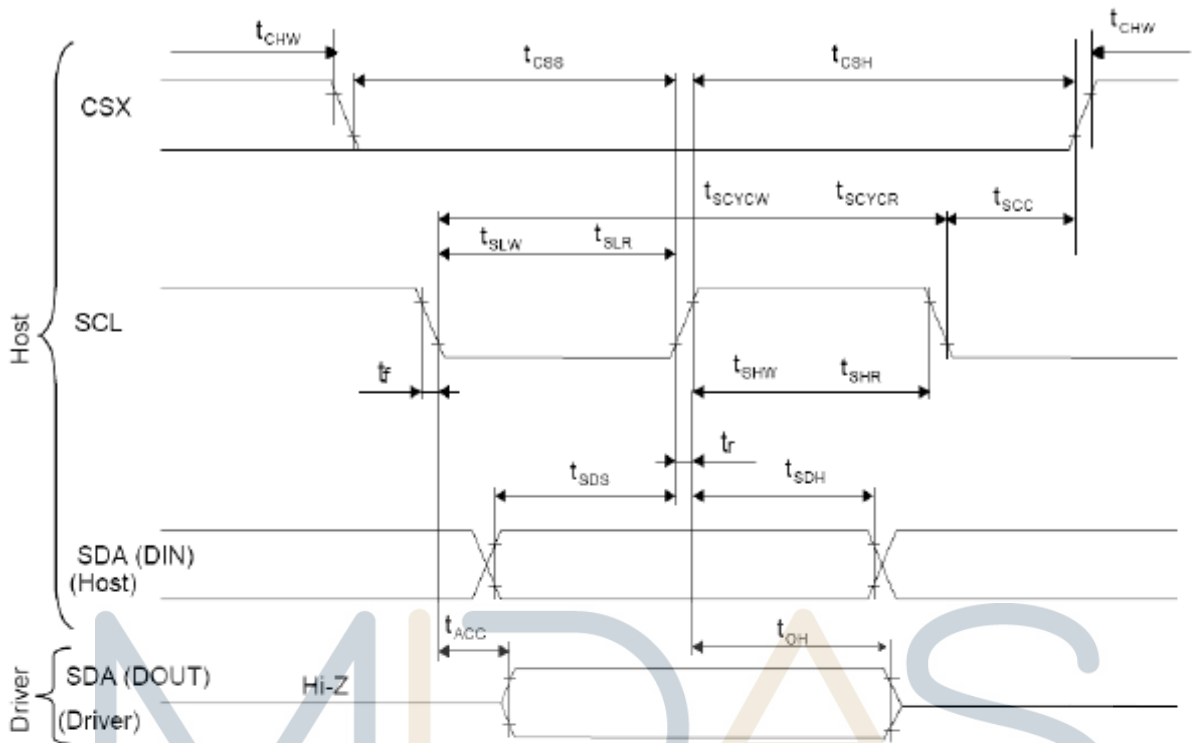 tCHW
tCHW
tCSS
tCSH
CSX
tSCYCW
tSCYCR
tSCC
tSLW
tSLR
Host
SCL
tf
tSHW
tSHR
tr
tSDS
tSDH
SDA (DIN)
(Host)
tACC
tOH
Driver
SDA (DOUT)
Hi-Z
(Driver)
MIDAS